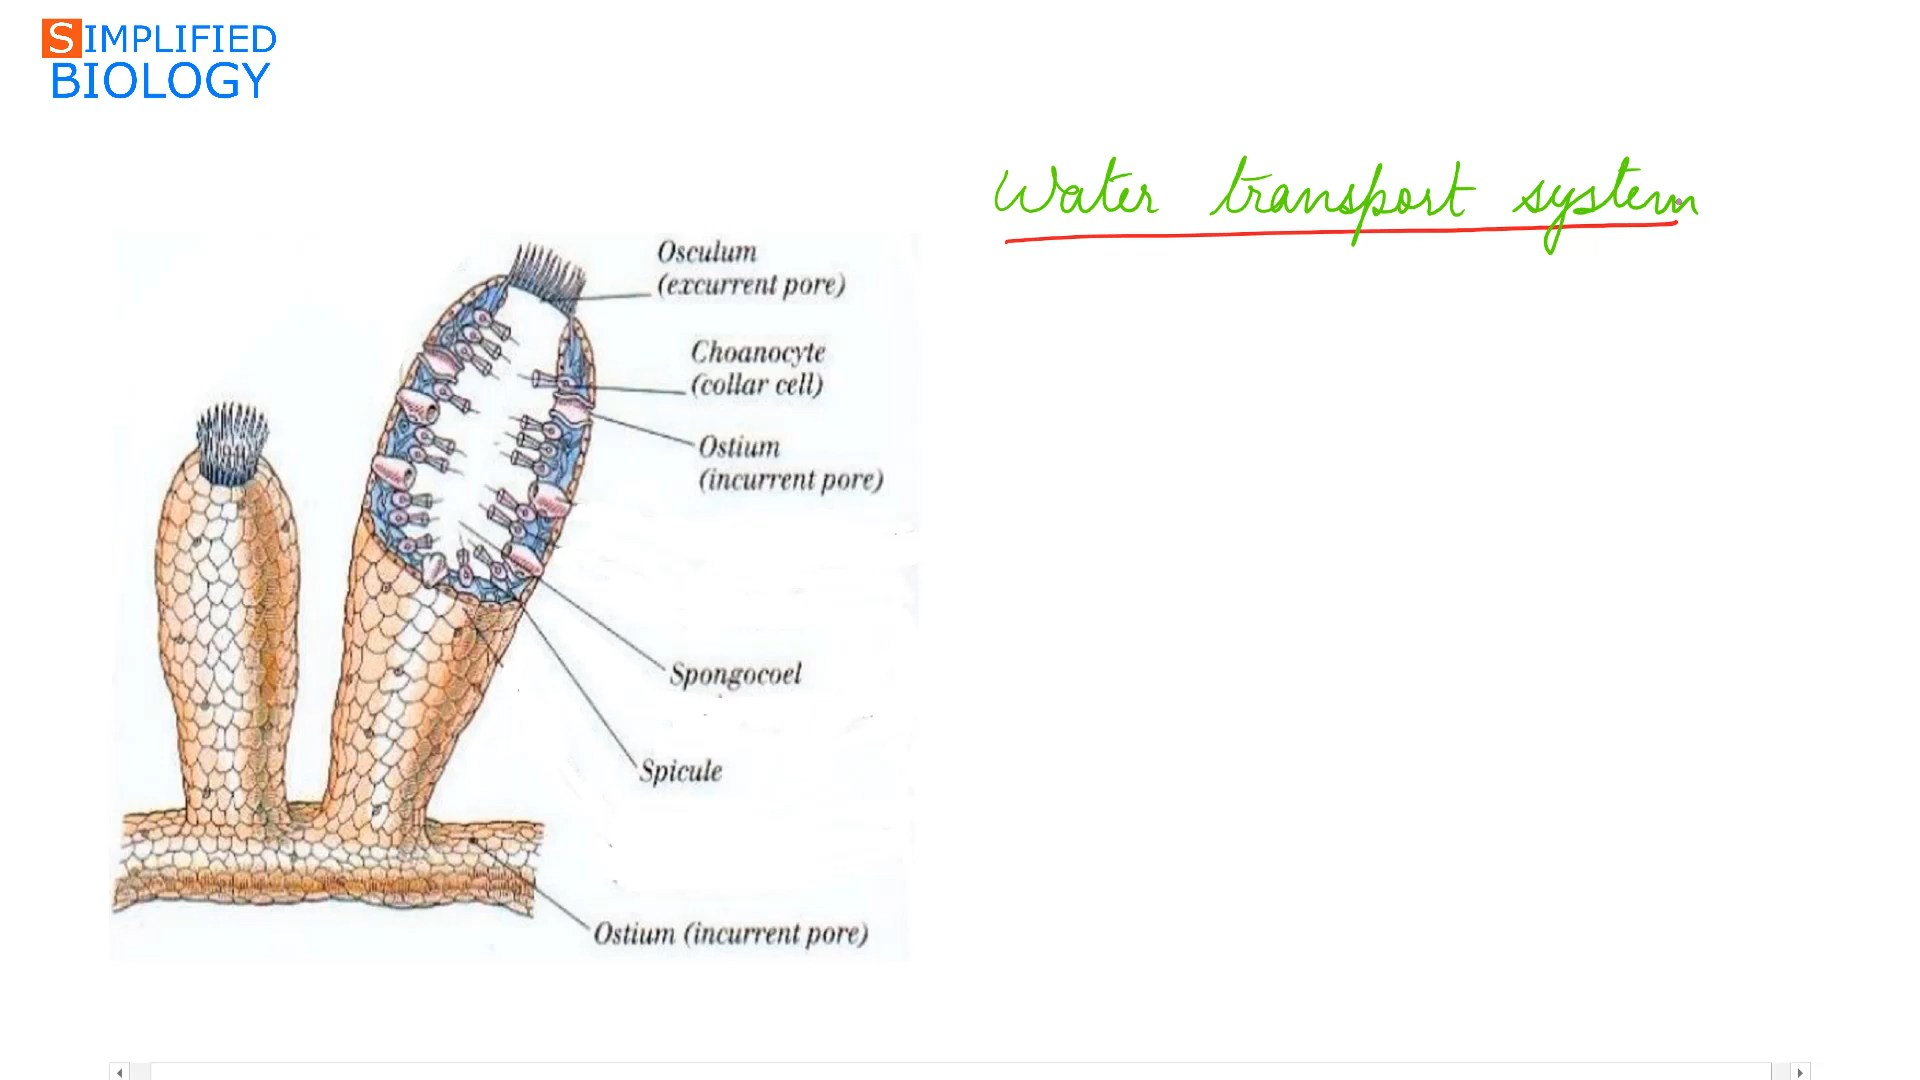 SIMPLIFIED
BIOLOGY
Water transport system
Osculum
(excurrent pore)
Choanocyte
(collar cell)
Ostium
(incurrent pore)
Spongocoel
Spicule
Ostium (incurrent pore)